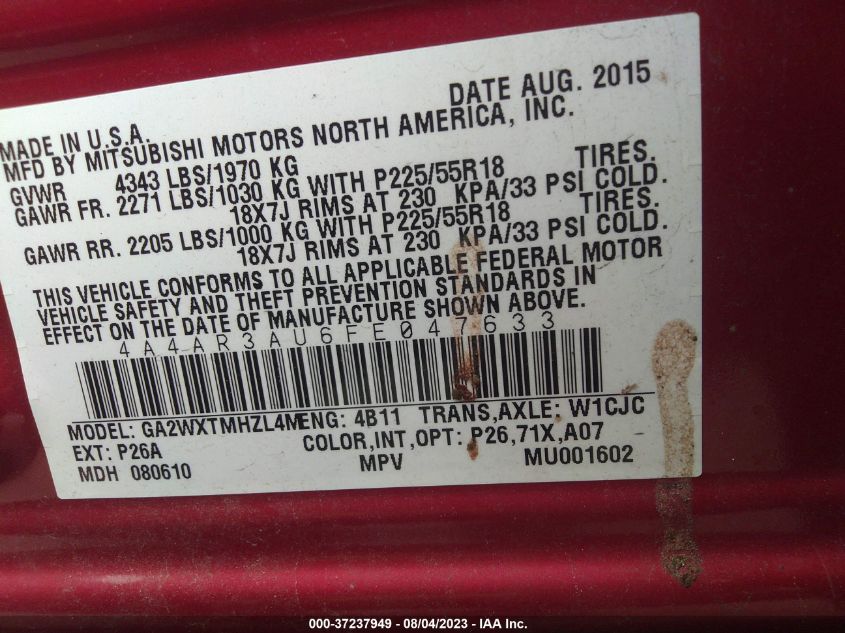 DATE AUG. 2015
MADE IN U.S.A.
MFD BY MITSUBISHI MOTORS NORTH AMERICA, INC.
GVWR 4343 LBS/1970 KG
GAWR FR. 2271 LBS/1030 KG WITH P225/55R18 TIRES.
18X7J RIMS AT 230 KPA/33 PSI COLD.
GAWR RR. 2205 LBS/1000 KG WITH P225/55R18 TIRES.
18X7J RIMS AT 230 KPA/33 PSI COLD.
THIS VEHICLE CONFORMS TO ALL APPLICABLE FEDERAL MOTOR
VEHICLE SAFETY AND THEFT PREVENTION STANDARDS IN
EFFECT ON THE DATE OF MANUFACTURE SHOWN ABOVE.
4A4AR3AU6FE047633
MODEL: GA2WXTMHZL4M ENG: 4B11 TRANS,AXLE: W1CJC
EXT: P26A COLOR,INT,OPT: P26,71X,A07
MDH 080610 MPV MU001602
000-37237949 — 08/04/2023 - IAA Inc.